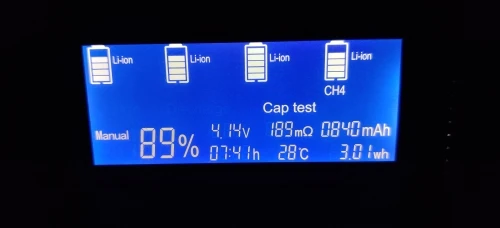 Li-ion Li-ion Li-ion Li-ion
CH4
Cap test
Manual 89% 4.14V 189mΩ 0840mAh
07:41h 28°C 3.01wh